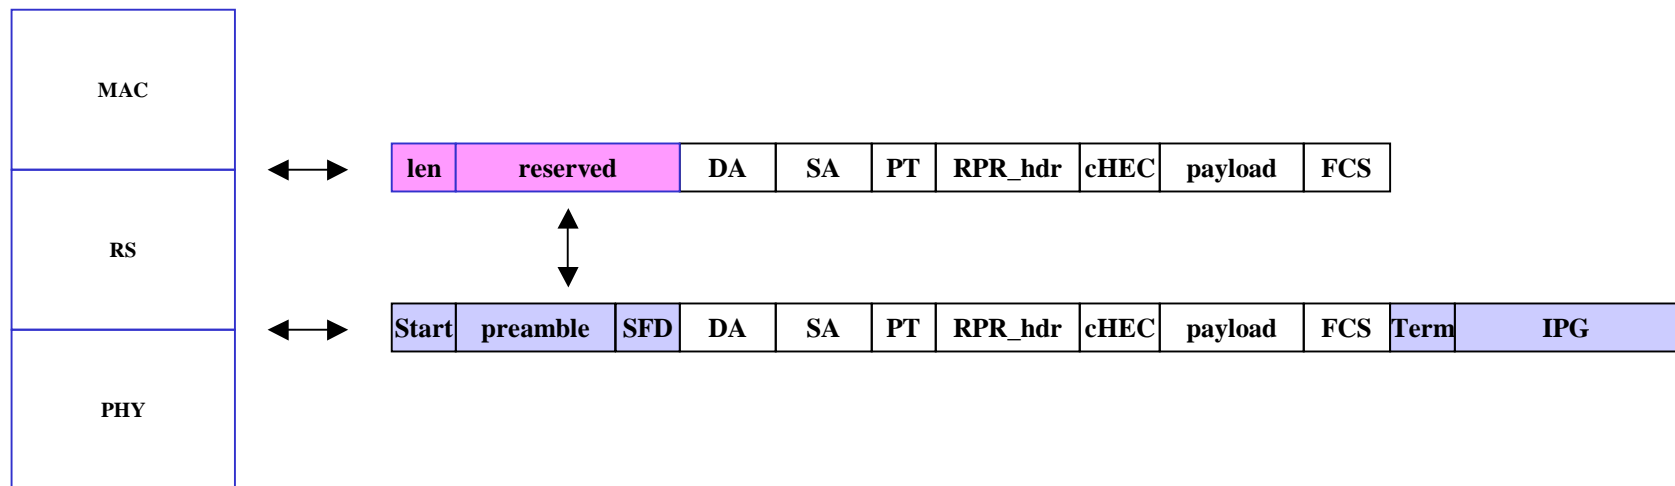 MAC
len reserved DA SA PT RPR_hdr cHEC payload FCS
RS
Start preamble SFD DA SA PT RPR_hdr cHEC payload FCS Term IPG
PHY